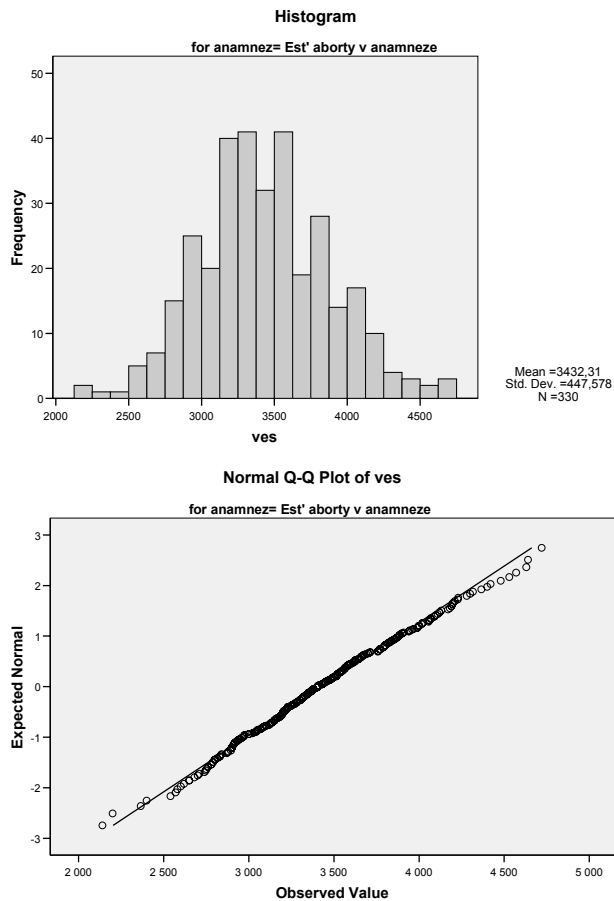 Histogram
for anamnez= Est' aborty v anamneze
50
40
30
20
10
0
Frequency
2000 2500 3000 3500 4000 4500
ves
Mean =3432,31
Std. Dev. =447,578
N =330
Normal Q-Q Plot of ves
for anamnez= Est' aborty v anamneze
3
2
1
0
-1
-2
-3
Expected Normal
2 000 2 500 3 000 3 500 4 000 4 500 5 000
Observed Value